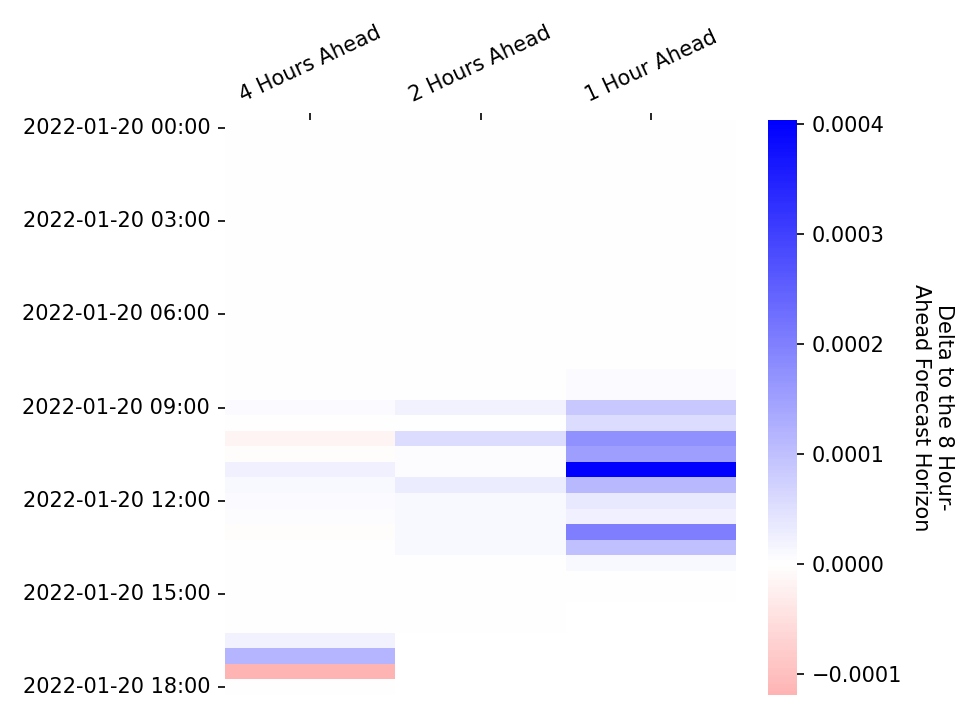 4 Hours Ahead
2 Hours Ahead
1 Hour Ahead
2022-01-20 00:00
2022-01-20 03:00
2022-01-20 06:00
2022-01-20 09:00
2022-01-20 12:00
2022-01-20 15:00
2022-01-20 18:00
0.0004
0.0003
0.0002
0.0001
0.0000
−0.0001
Delta to the 8 Hour-
Ahead Forecast Horizon